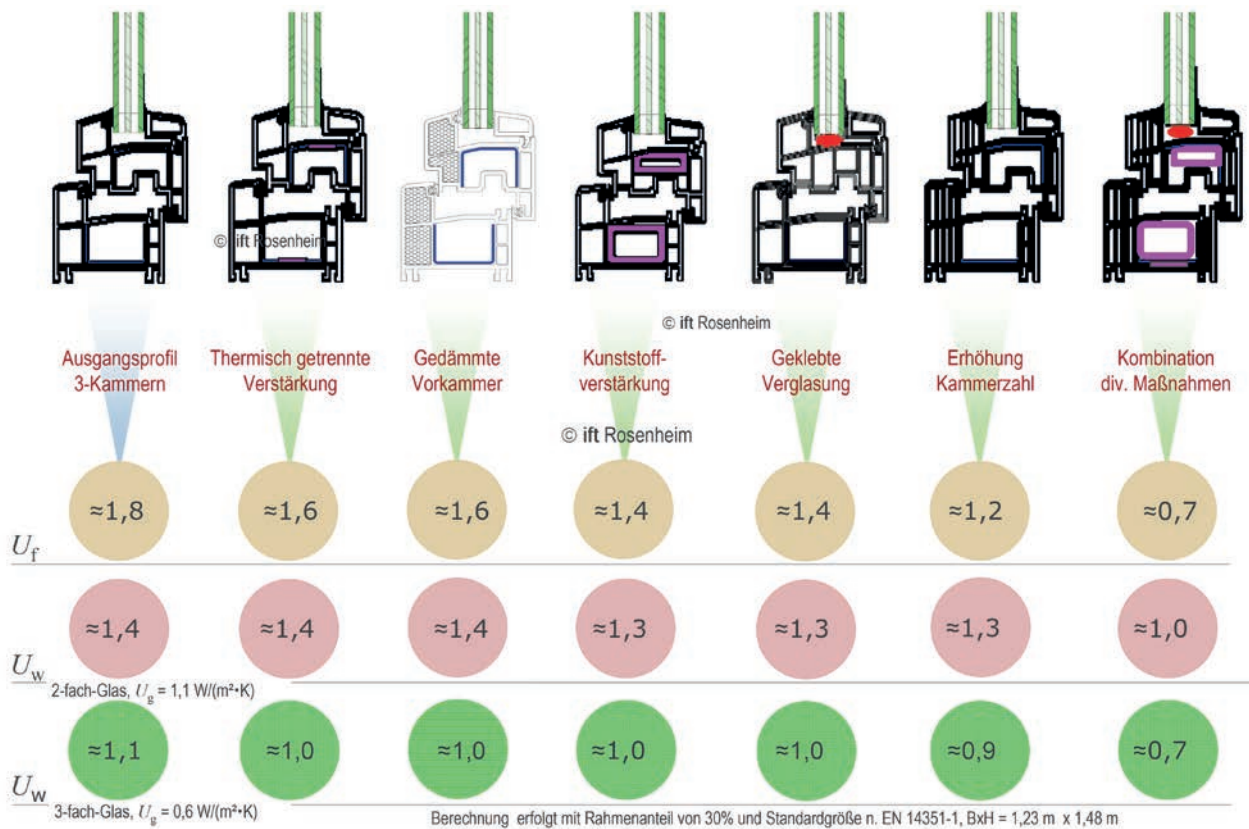 © ift Rosenheim
© ift Rosenheim
Ausgangsprofil
3-Kammern
Thermisch getrennte
Verstärkung
Gedämmte
Vorkammer
Kunststoff-
verstärkung
Geklebte
Verglasung
Erhöhung
Kammerzahl
Kombination
div. Maßnahmen
© ift Rosenheim
≈1,8 ≈1,6 ≈1,6 ≈1,4 ≈1,4 ≈1,2 ≈0,7
Uf
≈1,4 ≈1,4 ≈1,4 ≈1,3 ≈1,3 ≈1,3 ≈1,0
Uw
2-fach-Glas, Ug = 1,1 W/(m²•K)
≈1,1 ≈1,0 ≈1,0 ≈1,0 ≈1,0 ≈0,9 ≈0,7
Uw
3-fach-Glas, Ug = 0,6 W/(m²•K)
Berechnung erfolgt mit Rahmenanteil von 30% und Standardgröße n. EN 14351-1, BxH = 1,23 m x 1,48 m